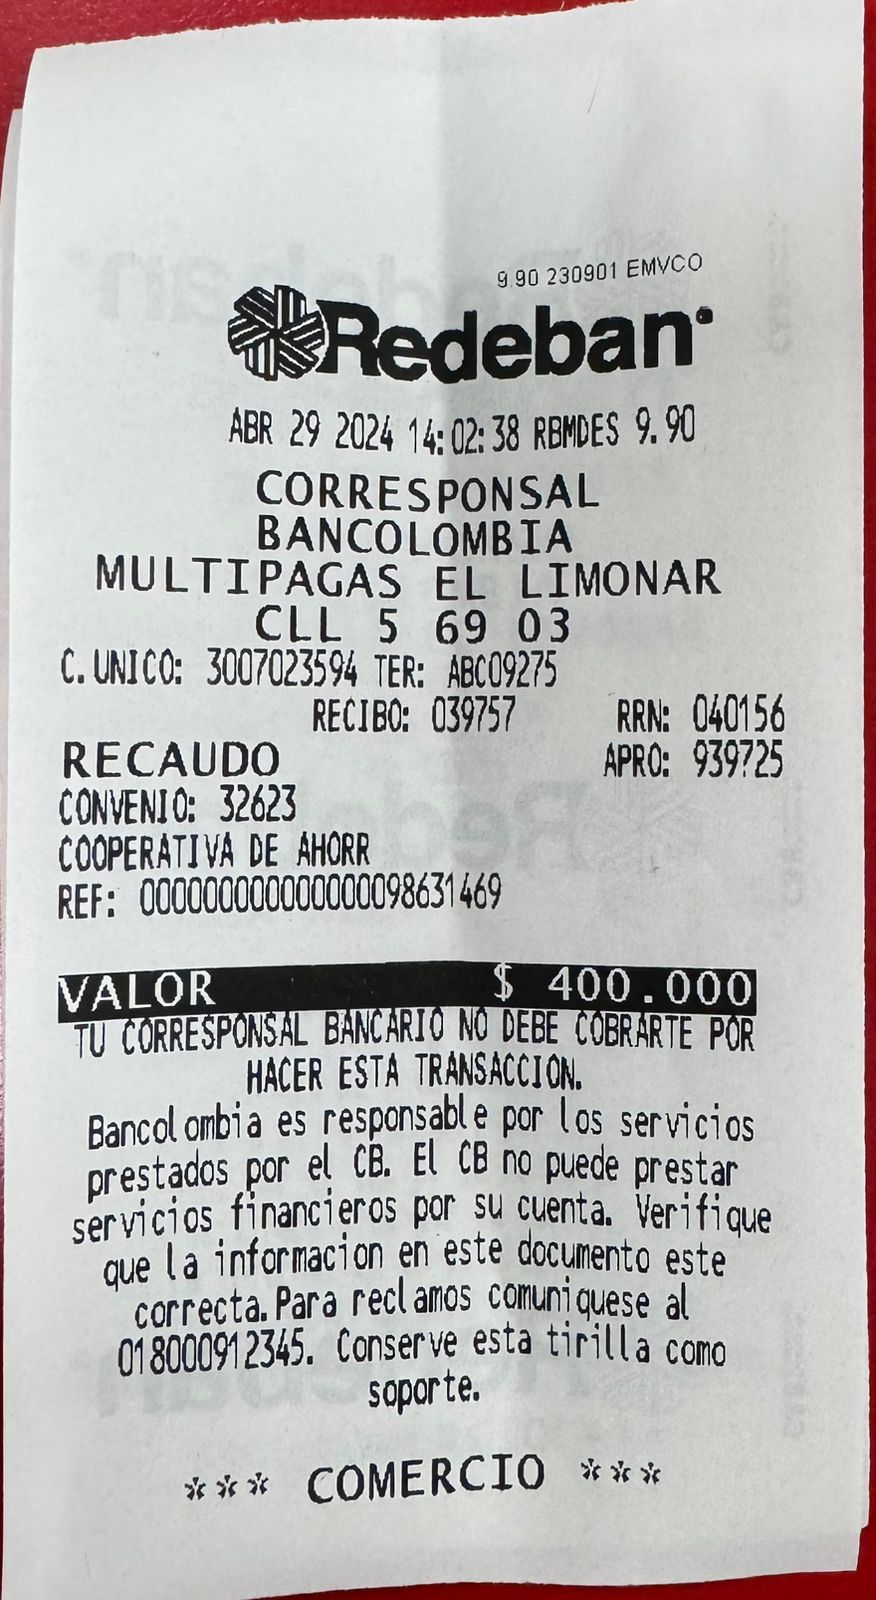 9.90 230901 EMVCO
Redeban
ABR 29 2024 14:02:38 RBMDES 9.90
CORRESPONSAL
BANCOLOMBIA
MULTIPAGAS EL LIMONAR
CLL 5 69 03
C.UNICO: 3007023594 TER: ABC09275
RECIBO: 039757 RRN: 040156
RECAUDO APRO: 939725
CONVENIO: 32623
COOPERATIVA DE AHORR
REF: 000000000000000098631469
VALOR $ 400.000
TU CORRESPONSAL BANCARIO NO DEBE COBRARTE POR
HACER ESTA TRANSACCION.
Bancolombia es responsable por los servicios
prestados por el CB. El CB no puede prestar
servicios financieros por su cuenta. Verifique
que la informacion en este documento este
correcta.Para reclamos comuniquese al
018000912345. Conserve esta tirilla como
soporte.
*** COMERCIO ***